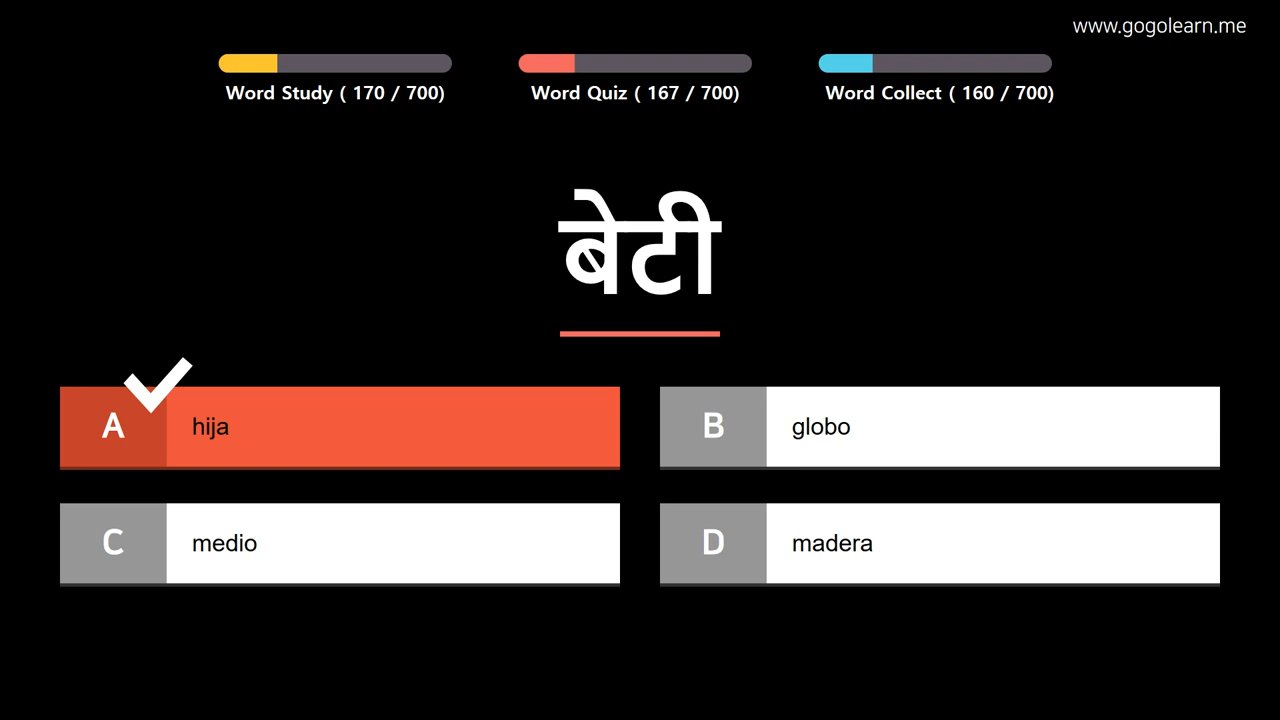 www.gogolearn.me
Word Study ( 170 / 700)
Word Quiz ( 167 / 700)
Word Collect ( 160 / 700)
बेटी
A hija
B globo
C medio
D madera